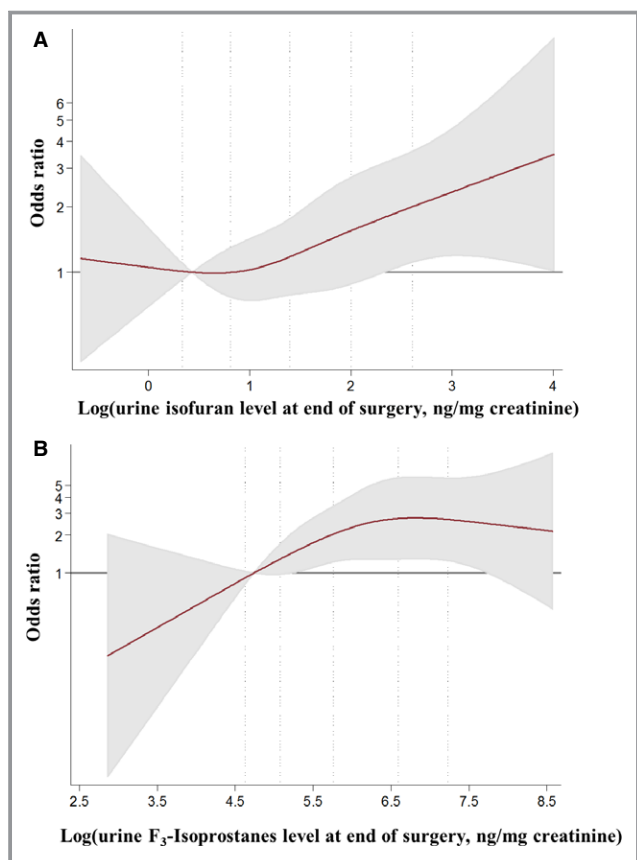 A
Odds ratio
6
5
4
3
2
1
0 1 2 3 4
Log(urine isofuran level at end of surgery, ng/mg creatinine)
B
Odds ratio
5
4
3
2
1
2.5 3.5 4.5 5.5 6.5 7.5 8.5
Log(urine F₃-Isoprostanes level at end of surgery, ng/mg creatinine)